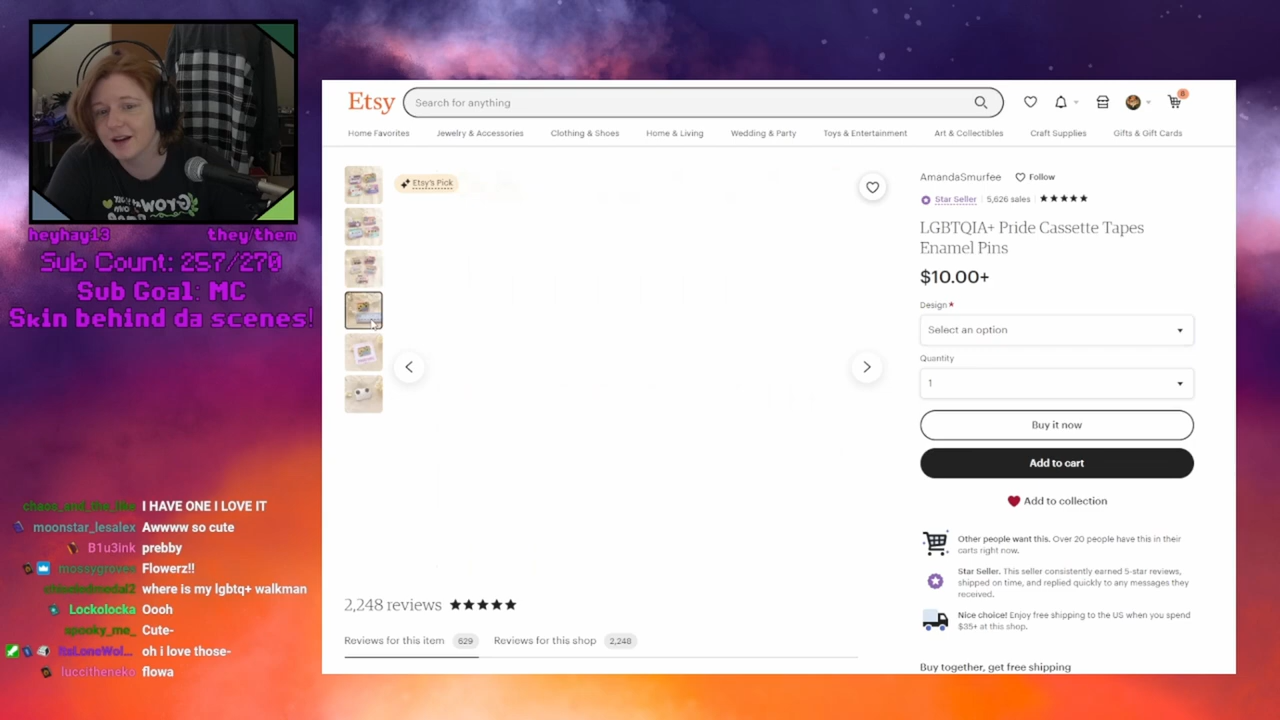 heyhay13 they/them
Sub Count: 257/270
Sub Goal: MC
Skin behind da scenes!
I HAVE ONE I LOVE IT
moonstar_lesalex Awwww so cute
B1u3ink prebby
mossygroves Flowerz!!
where is my lgbtq+ walkman
Lockolocka Oooh
spooky_me_ Cute-
ItsLoneWol... oh i love those-
luccitheneko flowa
Etsy
Search for anything
8
Home Favorites
Jewelry & Accessories
Clothing & Shoes
Home & Living
Wedding & Party
Toys & Entertainment
Art & Collectibles
Craft Supplies
Gifts & Gift Cards
Etsy's Pick
AmandaSmurfee Follow
Star Seller 5,626 sales
LGBTQIA+ Pride Cassette Tapes
Enamel Pins
$10.00+
Design *
Select an option
Quantity
1
Buy it now
Add to cart
Add to collection
Other people want this. Over 20 people have this in their
carts right now.
Star Seller. This seller consistently earned 5-star reviews,
shipped on time, and replied quickly to any messages they
received.
Nice choice! Enjoy free shipping to the US when you spend
$35+ at this shop.
Buy together, get free shipping
2,248 reviews
Reviews for this item 629
Reviews for this shop 2,248